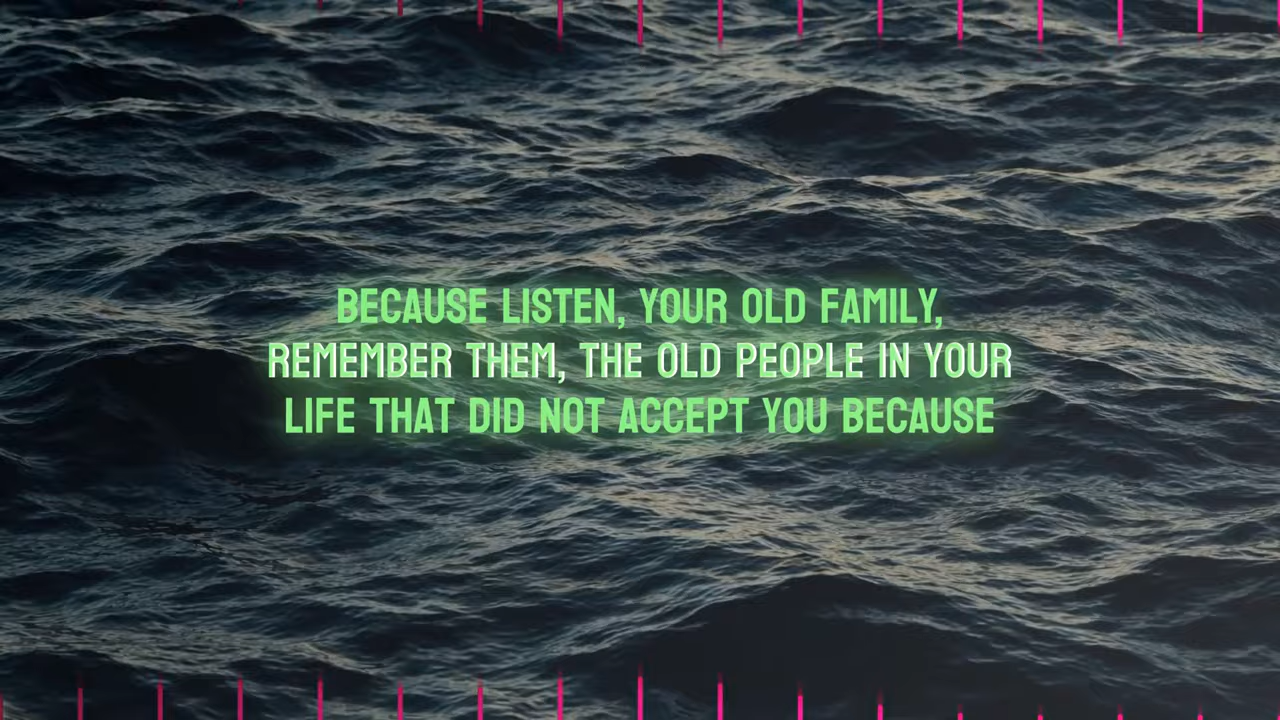 BECAUSE LISTEN, YOUR OLD FAMILY,
REMEMBER THEM, THE OLD PEOPLE IN YOUR
LIFE THAT DID NOT ACCEPT YOU BECAUSE